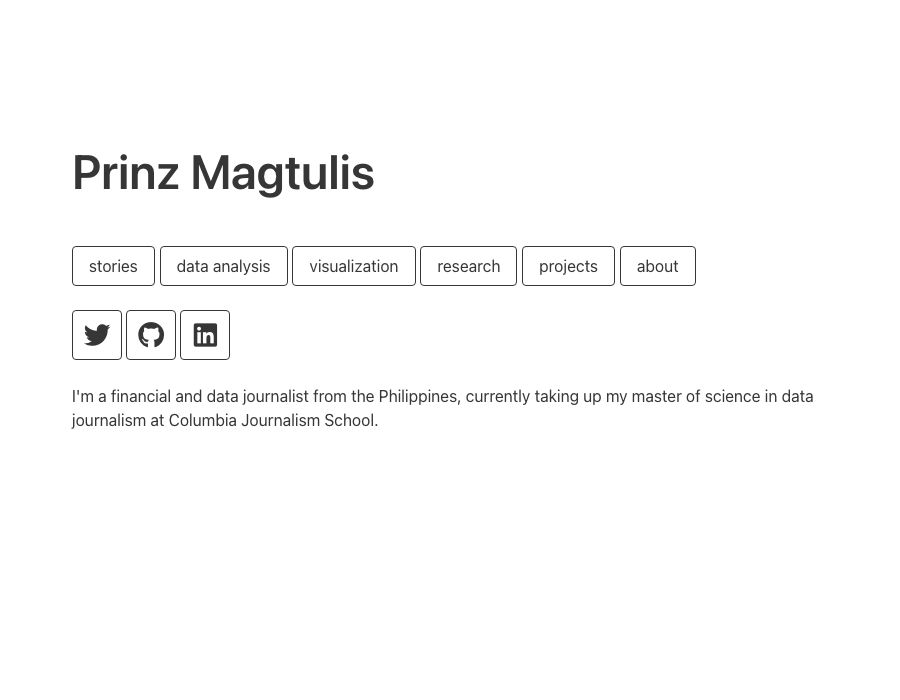 Prinz Magtulis
stories data analysis visualization research projects about
I'm a financial and data journalist from the Philippines, currently taking up my master of science in data
journalism at Columbia Journalism School.